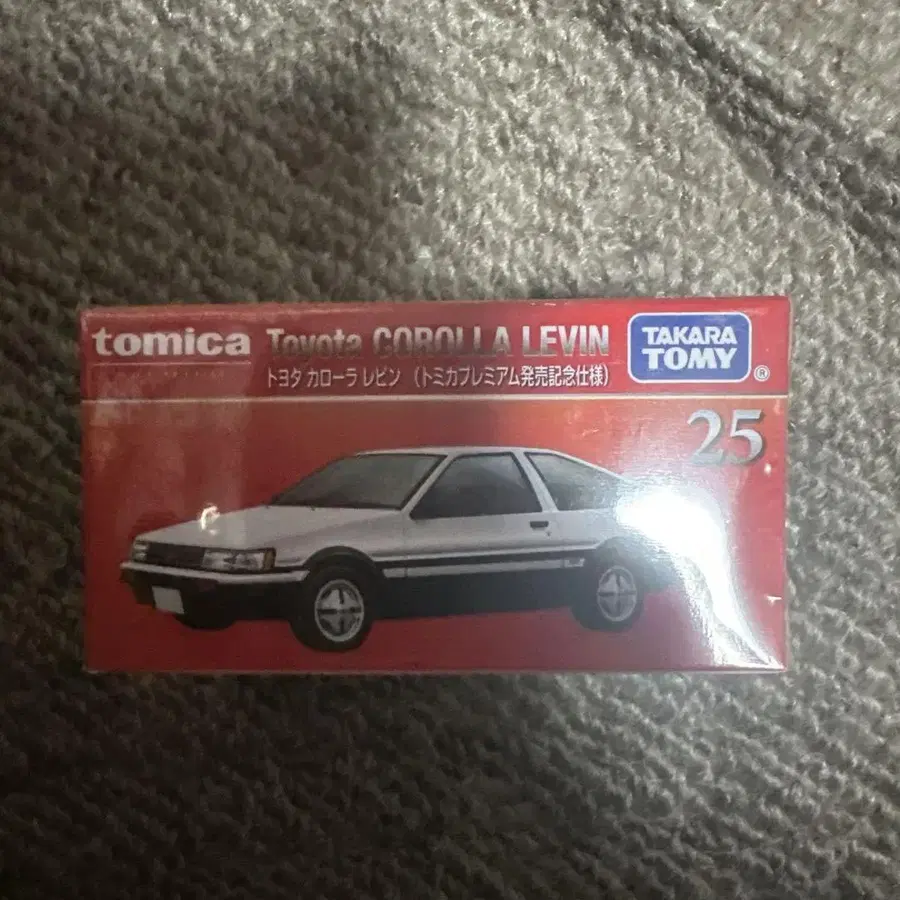 tomica
Toyota COROLLA LEVIN
トヨタ カローラ レビン （トミカプレミアム発売記念仕様）
TAKARA
TOMY
®
25